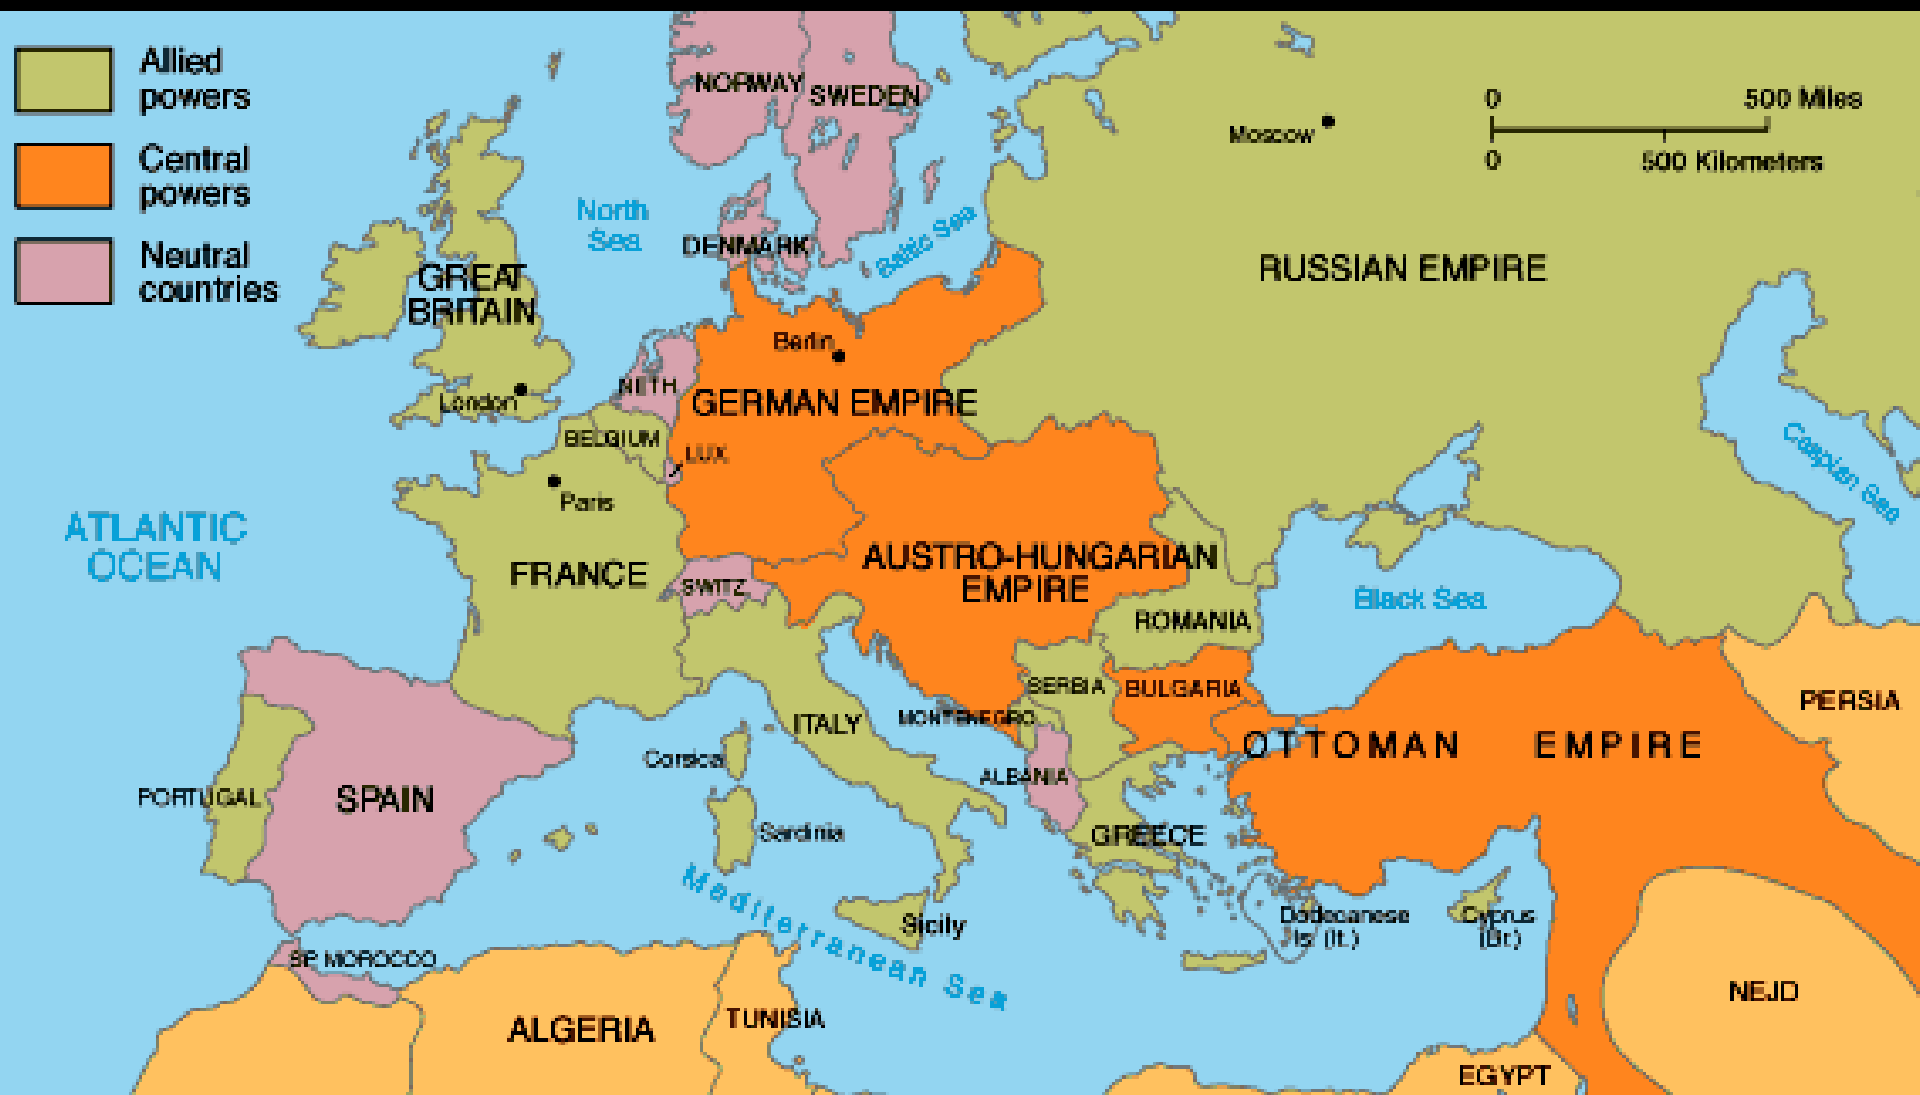 Allied
powers
Central
powers
Neutral
countries
NORWAY
SWEDEN
0
500 Miles
0
500 Kilometers
Moscow
North
Sea
DENMARK
Baltic Sea
GREAT
BRITAIN
RUSSIAN EMPIRE
Berlin
NETH
London
GERMAN EMPIRE
BELGIUM
LUX
Caspian Sea
Paris
ATLANTIC
OCEAN
FRANCE
SWITZ
AUSTRO-HUNGARIAN
EMPIRE
Black Sea
ROMANIA
SERBIA
BULGARIA
PERSIA
MONTENEGRO
ITALY
OTTOMAN EMPIRE
Corsica
ALBANIA
PORTUGAL
SPAIN
Sardinia
GREECE
Mediterranean Sea
Sicily
Dodecanese
Is. (It.)
Cyprus
(Br.)
SP. MOROCCO
NEJD
ALGERIA
TUNISIA
EGYPT